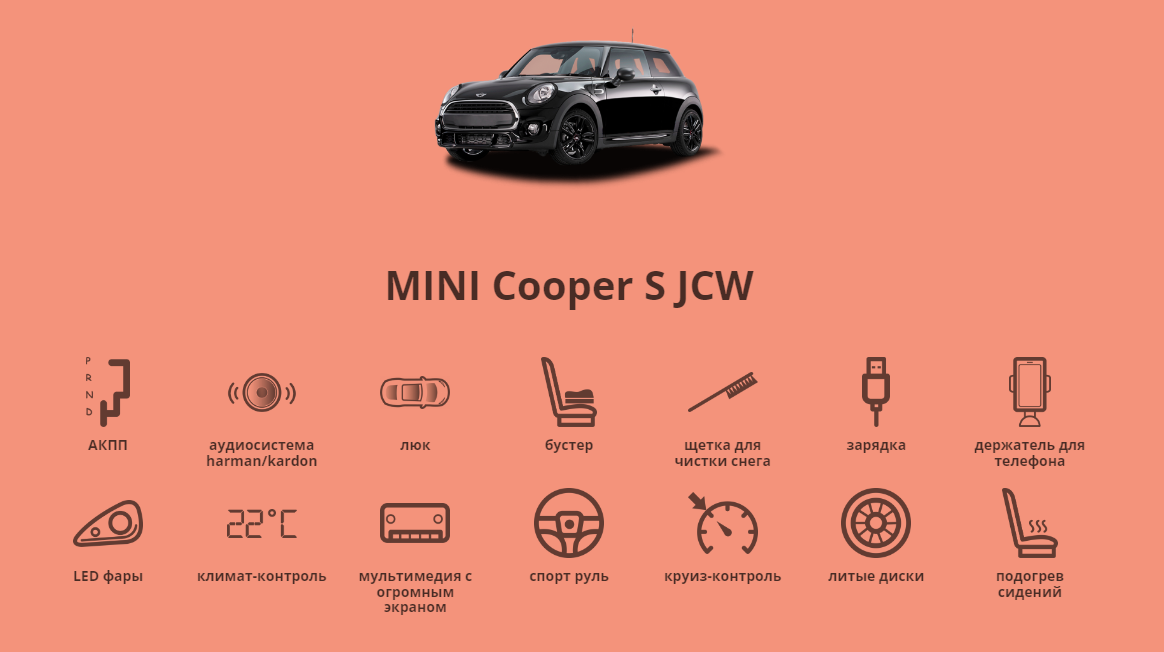 MINI Cooper S JCW
P
R
N
D
АКПП
аудиосистема
harman/kardon
люк
бустер
щетка для
чистки снега
зарядка
держатель для
телефона
LED фары
22°C
климат-контроль
мультимедия с
огромным
экраном
спорт руль
круиз-контроль
литые диски
подогрев
сидений